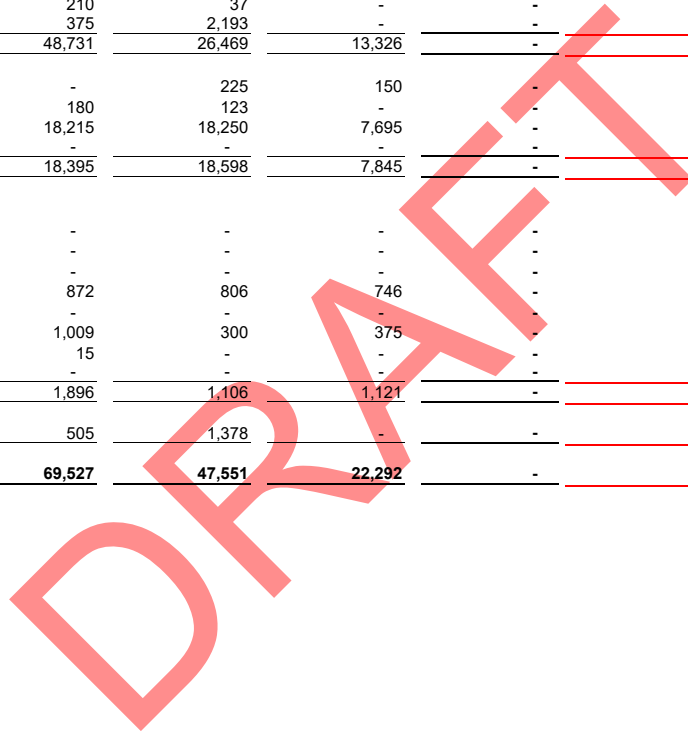 210 37 - -
375 2,193 - -
48,731 26,469 13,326 -
- 225 150 -
180 123 - -
18,215 18,250 7,695 -
- - - -
18,395 18,598 7,845 -
- - - -
- - - -
- - - -
872 806 746 -
- - - -
1,009 300 375 -
15 - - -
- - - -
1,896 1,106 1,121 -
505 1,378 - -
69,527 47,551 22,292 -
DRAFT